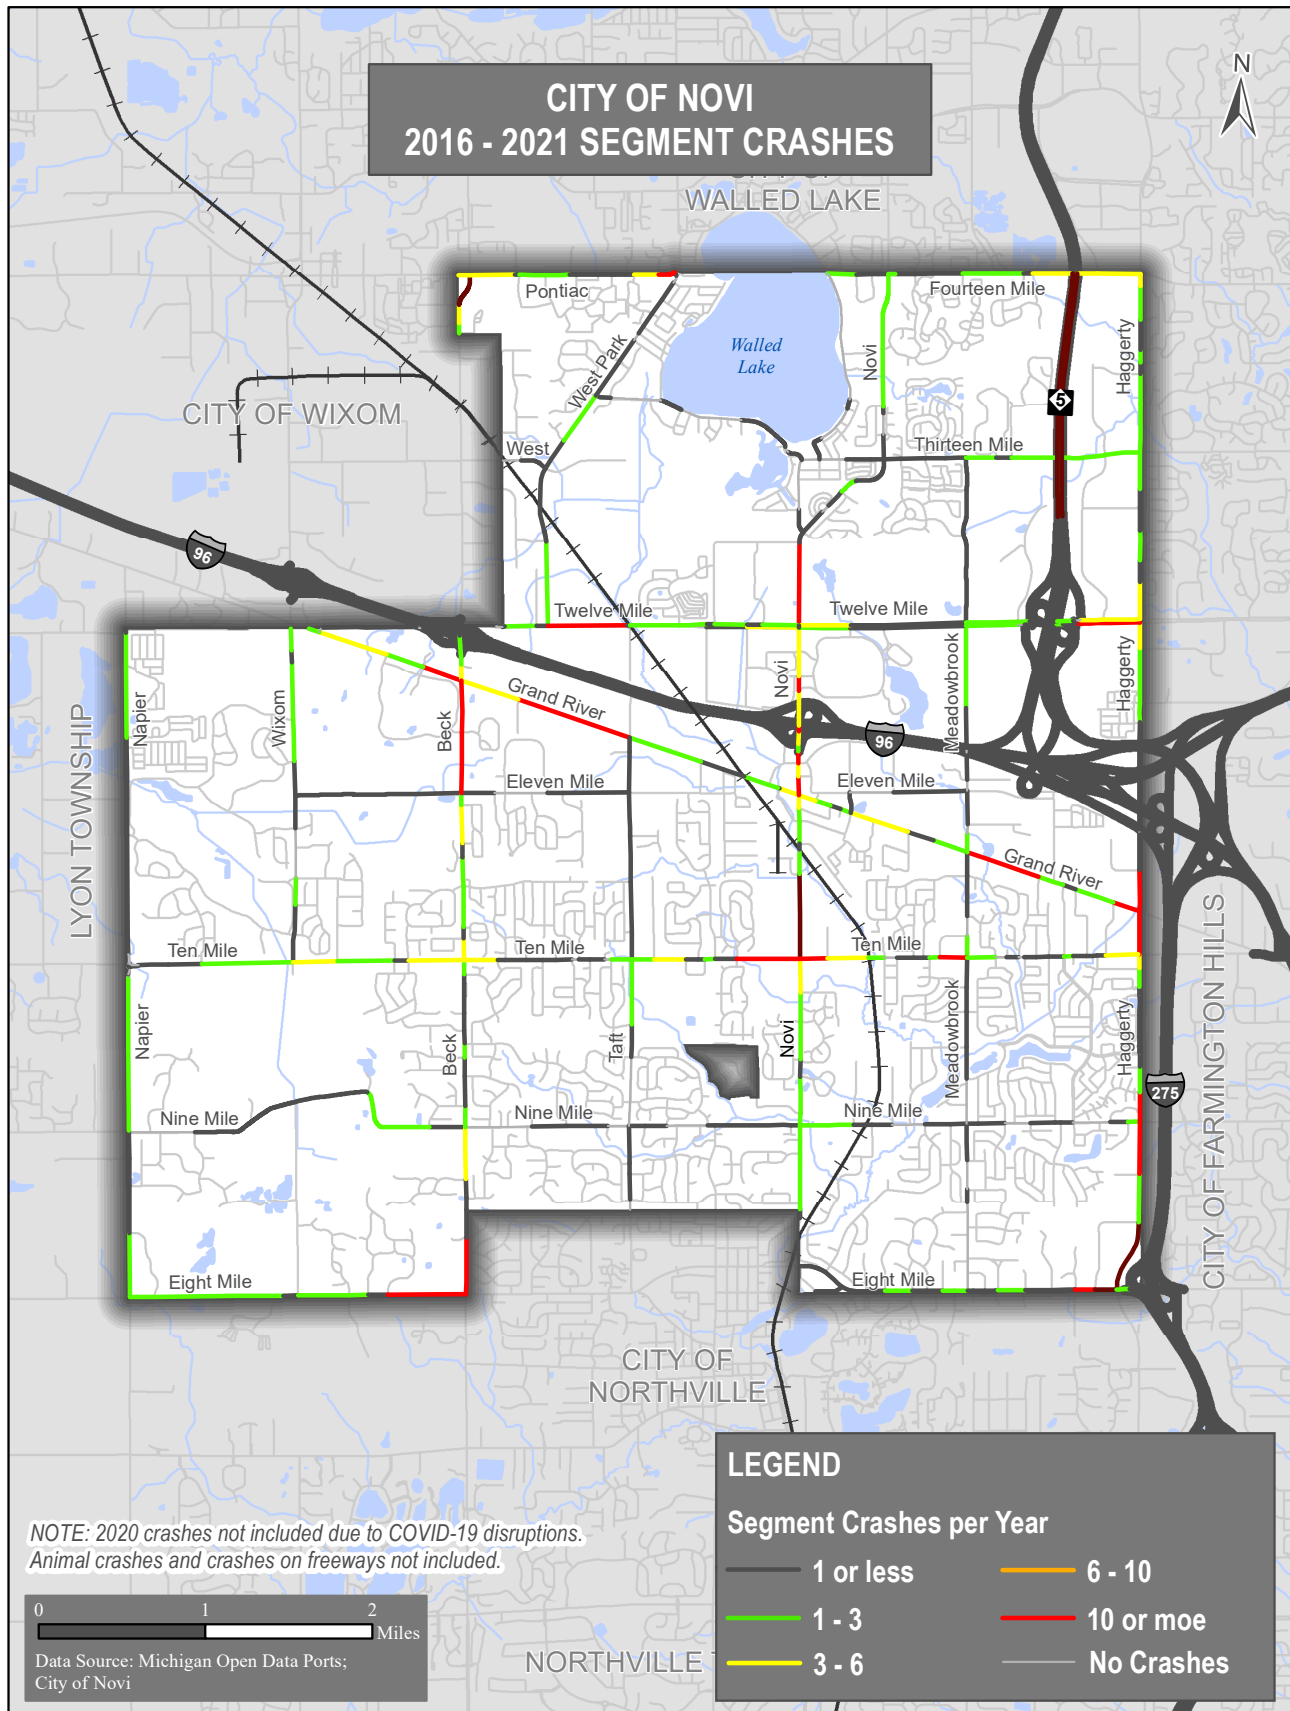 CITY OF NOVI
2016 - 2021 SEGMENT CRASHES
N
CITY OF
WALLED LAKE
Pontiac
Fourteen Mile
Walled
Lake
West Park
Novi
Haggerty
5
CITY OF WIXOM
West
Thirteen Mile
96
Twelve Mile
Twelve Mile
Napier
Wixom
Beck
Grand River
Novi
Meadowbrook
Haggerty
96
LYON TOWNSHIP
Eleven Mile
Eleven Mile
Grand River
Ten Mile
Ten Mile
Ten Mile
Napier
Beck
Taft
Novi
Meadowbrook
Haggerty
275
Nine Mile
Nine Mile
Nine Mile
CITY OF FARMINGTON HILLS
Eight Mile
Eight Mile
CITY OF
NORTHVILLE
LEGEND
Segment Crashes per Year
1 or less
6 - 10
1 - 3
10 or moe
3 - 6
No Crashes
NOTE: 2020 crashes not included due to COVID-19 disruptions.
Animal crashes and crashes on freeways not included.
0 1 2
Miles
Data Source: Michigan Open Data Ports;
City of Novi
NORTHVILLE